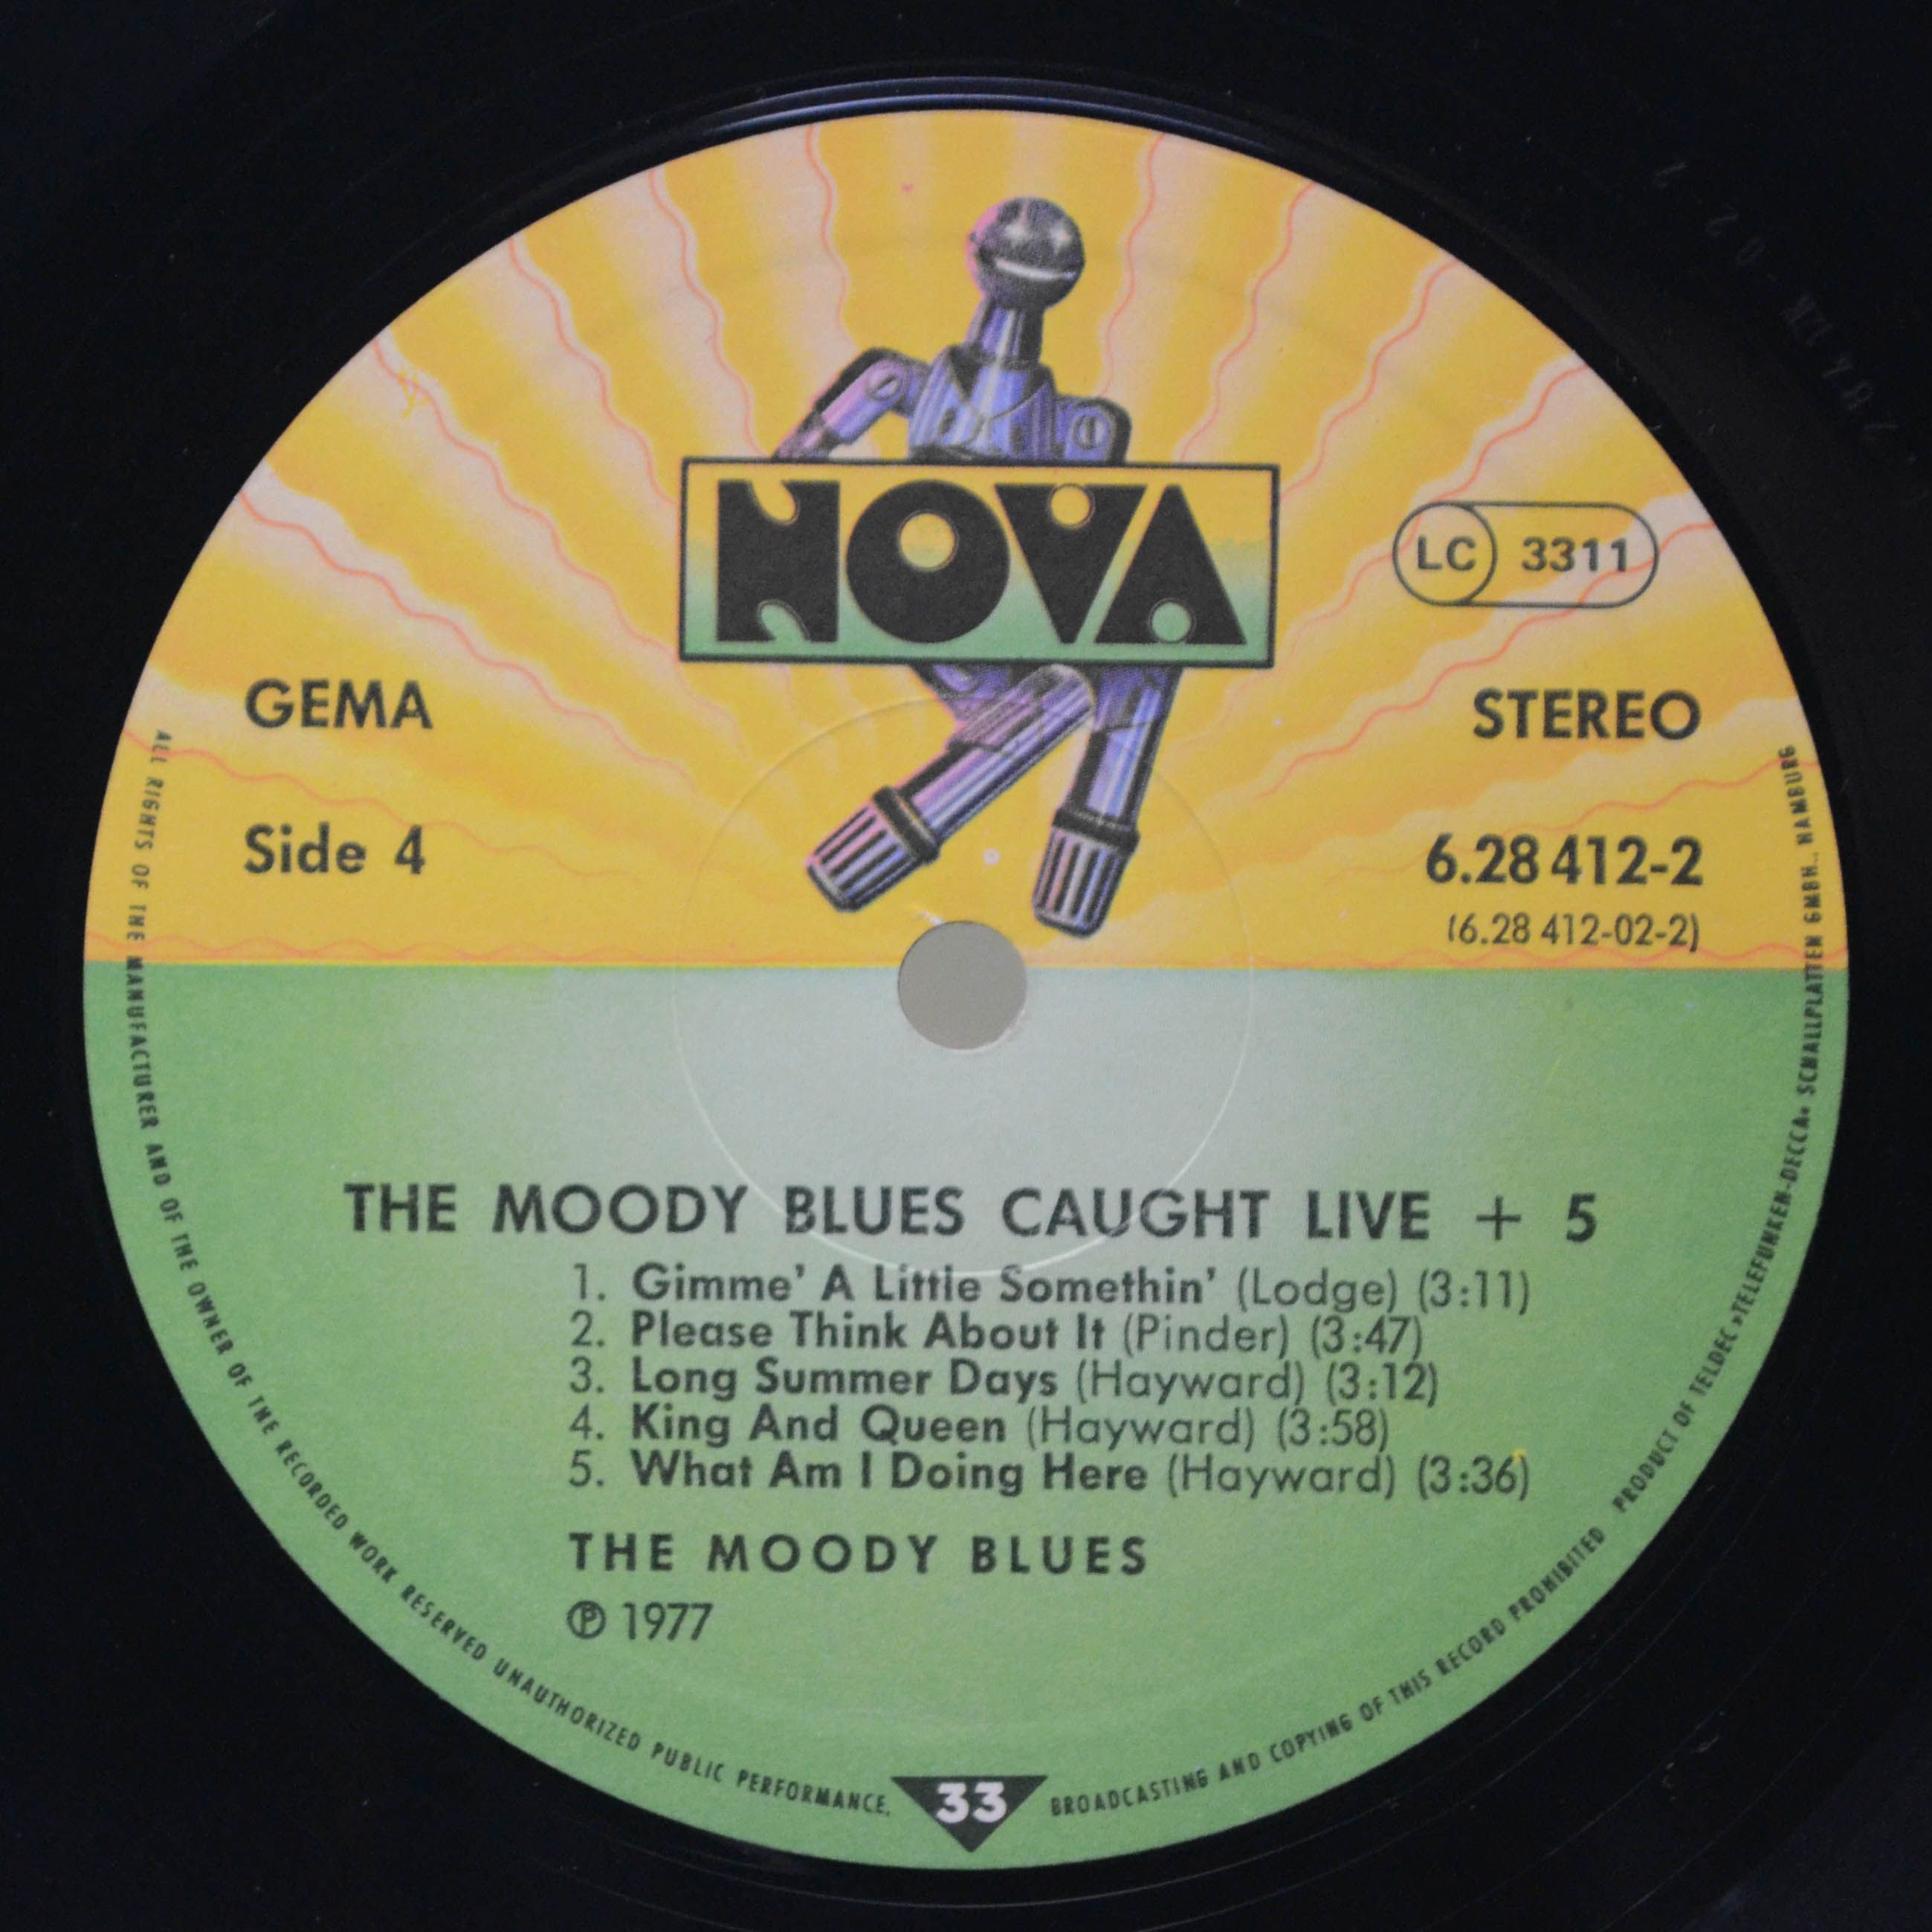 NOVA
LC 3311
GEMA
STEREO
Side 4
6.28 412-2
(6.28 412-02-2)
THE MOODY BLUES CAUGHT LIVE + 5
1. Gimme' A Little Somethin' (Lodge) (3:11)
2. Please Think About It (Pinder) (3:47)
3. Long Summer Days (Hayward) (3:12)
4. King And Queen (Hayward) (3:58)
5. What Am I Doing Here (Hayward) (3:36)
THE MOODY BLUES
℗ 1977
33
ALL RIGHTS OF THE MANUFACTURER AND OF THE OWNER OF THE RECORDED WORK RESERVED UNAUTHORIZED PUBLIC PERFORMANCE, BROADCASTING AND COPYING OF THIS RECORD PROHIBITED PRODUCT OF TELDEC »TELEFUNKEN-DECCA« SCHALLPLATTEN GMBH., HAMBURG